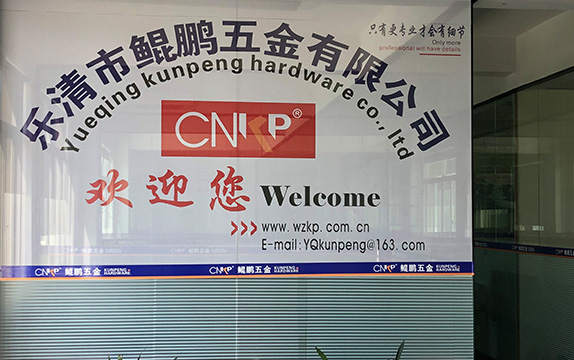 只有更专业才会有细节
Only more
professional will have details
乐清市鲲鹏五金有限公司
Yueqing kunpeng hardware co., ltd
CNKP®
欢迎您 Welcome
>>> www.wzkp.com.cn
E-mail:YQkunpeng@163.com
CNKP 鲲鹏五金 KUNPENG HARDWARE CNKP 鲲鹏五金 KUNPENG HARDWARE CNKP 鲲鹏五金 KUNPENG HARDWARE